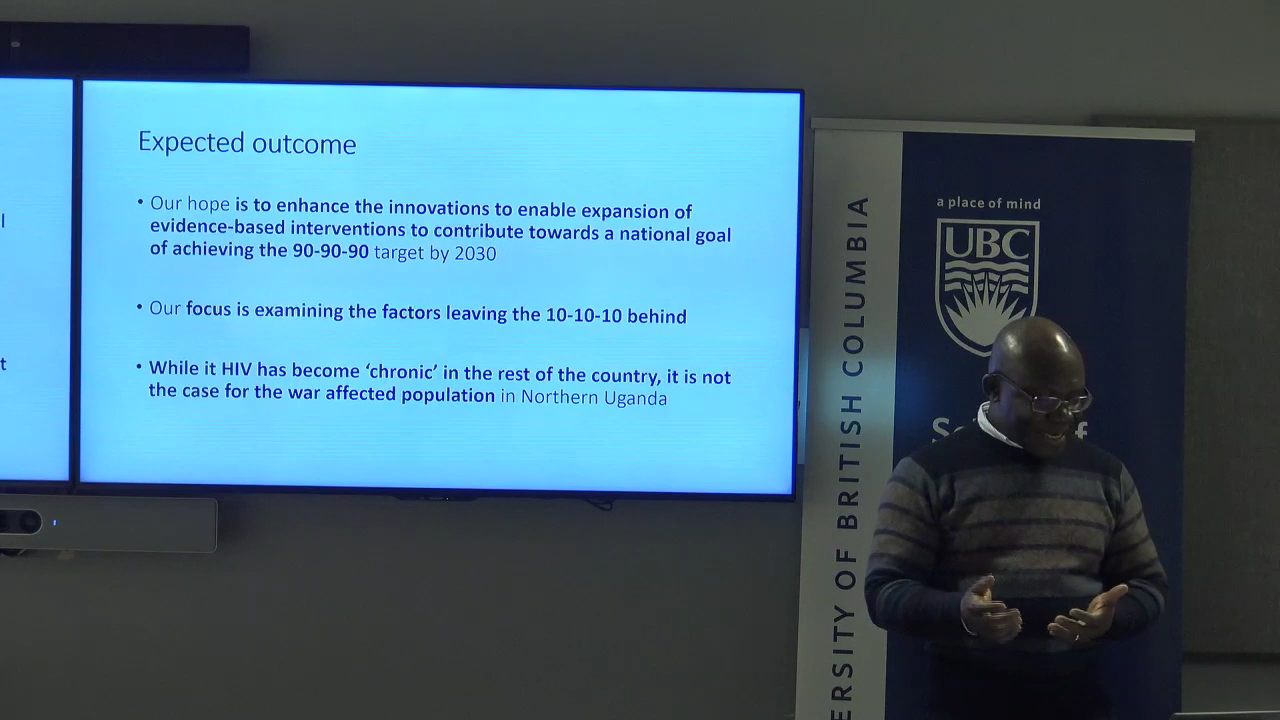 l
t
Expected outcome
• Our hope is to enhance the innovations to enable expansion of
evidence-based interventions to contribute towards a national goal
of achieving the 90-90-90 target by 2030
• Our focus is examining the factors leaving the 10-10-10 behind
• While it HIV has become ‘chronic’ in the rest of the country, it is not
the case for the war affected population in Northern Uganda
ERSITY OF BRITISH COLUMBIA
a place of mind
UBC